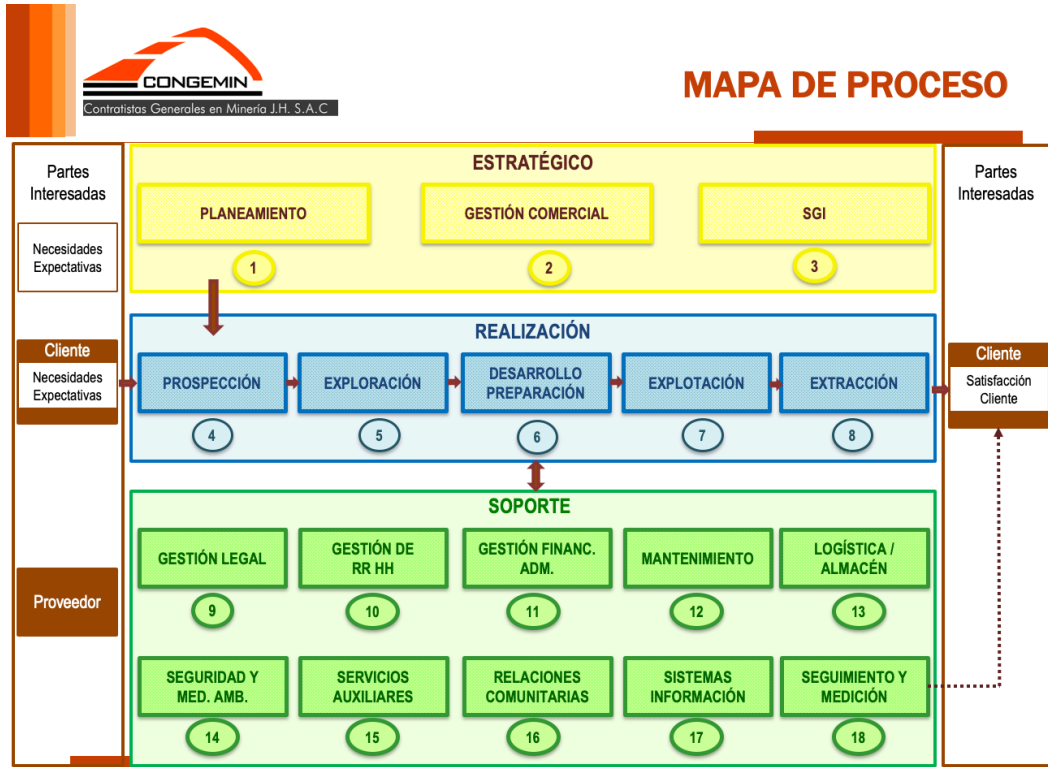 CONGEMIN
Contratistas Generales en Minería J.H. S.A.C
MAPA DE PROCESO
Partes
Interesadas
Necesidades
Expectativas
Cliente
Necesidades
Expectativas
Proveedor
ESTRATÉGICO
PLANEAMIENTO
GESTIÓN COMERCIAL
SGI
1
2
3
REALIZACIÓN
PROSPECCIÓN
EXPLORACIÓN
DESARROLLO
PREPARACIÓN
EXPLOTACIÓN
EXTRACCIÓN
4
5
6
7
8
SOPORTE
GESTIÓN LEGAL
GESTIÓN DE
RR HH
GESTIÓN FINANC.
ADM.
MANTENIMIENTO
LOGÍSTICA /
ALMACÉN
9
10
11
12
13
SEGURIDAD Y
MED. AMB.
SERVICIOS
AUXILIARES
RELACIONES
COMUNITARIAS
SISTEMAS
INFORMACIÓN
SEGUIMIENTO Y
MEDICIÓN
14
15
16
17
18
Partes
Interesadas
Cliente
Satisfacción
Cliente